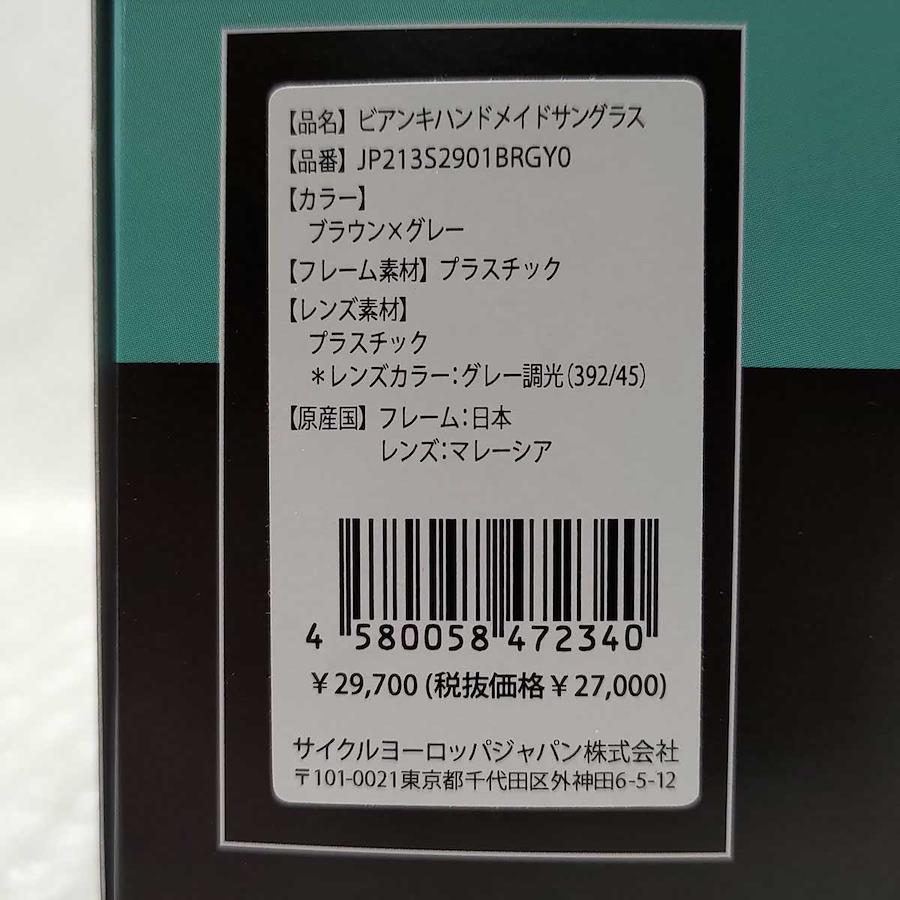 【品名】ビアンキハンドメイドサングラス
【品番】JP213S2901BRGY0
【カラー】
ブラウン×グレー
【フレーム素材】プラスチック
【レンズ素材】
プラスチック
＊レンズカラー：グレー調光（392/45）
【原産国】フレーム：日本
レンズ：マレーシア
4 580058 472340
￥29,700 (税抜価格￥27,000)
サイクルヨーロッパジャパン株式会社
〒101-0021東京都千代田区外神田6-5-12